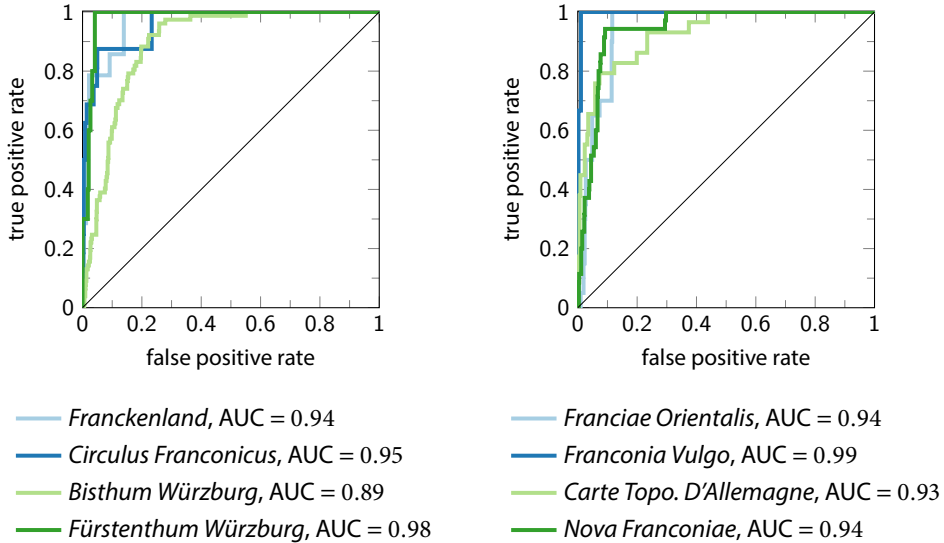 1
0.8
0.6
0.4
0.2
0
true positive rate
0 0.2 0.4 0.6 0.8 1
false positive rate
Franckenland, AUC = 0.94
Circulus Franconicus, AUC = 0.95
Bisthum Würzburg, AUC = 0.89
Fürstenthum Würzburg, AUC = 0.98
1
0.8
0.6
0.4
0.2
0
true positive rate
0 0.2 0.4 0.6 0.8 1
false positive rate
Franciae Orientalis, AUC = 0.94
Franconia Vulgo, AUC = 0.99
Carte Topo. D'Allemagne, AUC = 0.93
Nova Franconiae, AUC = 0.94